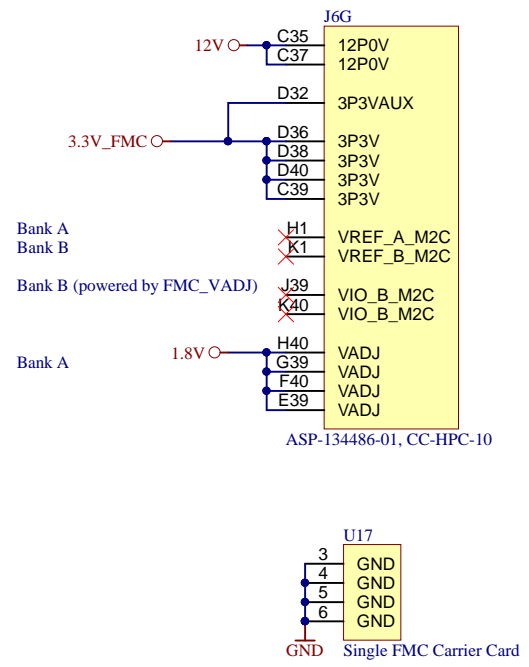 J6G
12V C35 12P0V
C37 12P0V
D32 3P3VAUX
3.3V_FMC D36 3P3V
D38 3P3V
D40 3P3V
C39 3P3V
Bank A H1 VREF_A_M2C
Bank B K1 VREF_B_M2C
Bank B (powered by FMC_VADJ) J39 VIO_B_M2C
K40 VIO_B_M2C
1.8V H40 VADJ
Bank A G39 VADJ
F40 VADJ
E39 VADJ
ASP-134486-01, CC-HPC-10
U17
3 GND
4 GND
5 GND
6 GND
GND Single FMC Carrier Card